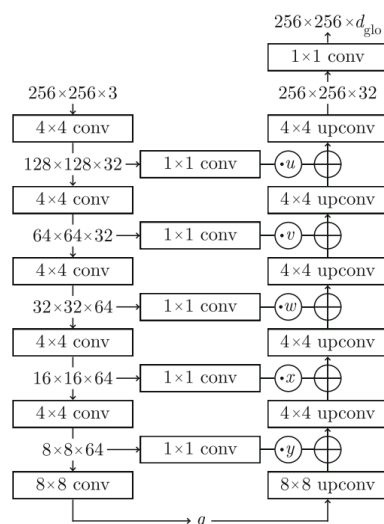 256×256×d_glo
1×1 conv
256×256×3 256×256×32
4×4 conv 4×4 upconv
128×128×32 1×1 conv ·u
4×4 conv 4×4 upconv
64×64×32 1×1 conv ·v
4×4 conv 4×4 upconv
32×32×64 1×1 conv ·w
4×4 conv 4×4 upconv
16×16×64 1×1 conv ·x
4×4 conv 4×4 upconv
8×8×64 1×1 conv ·y
8×8 conv 8×8 upconv
g